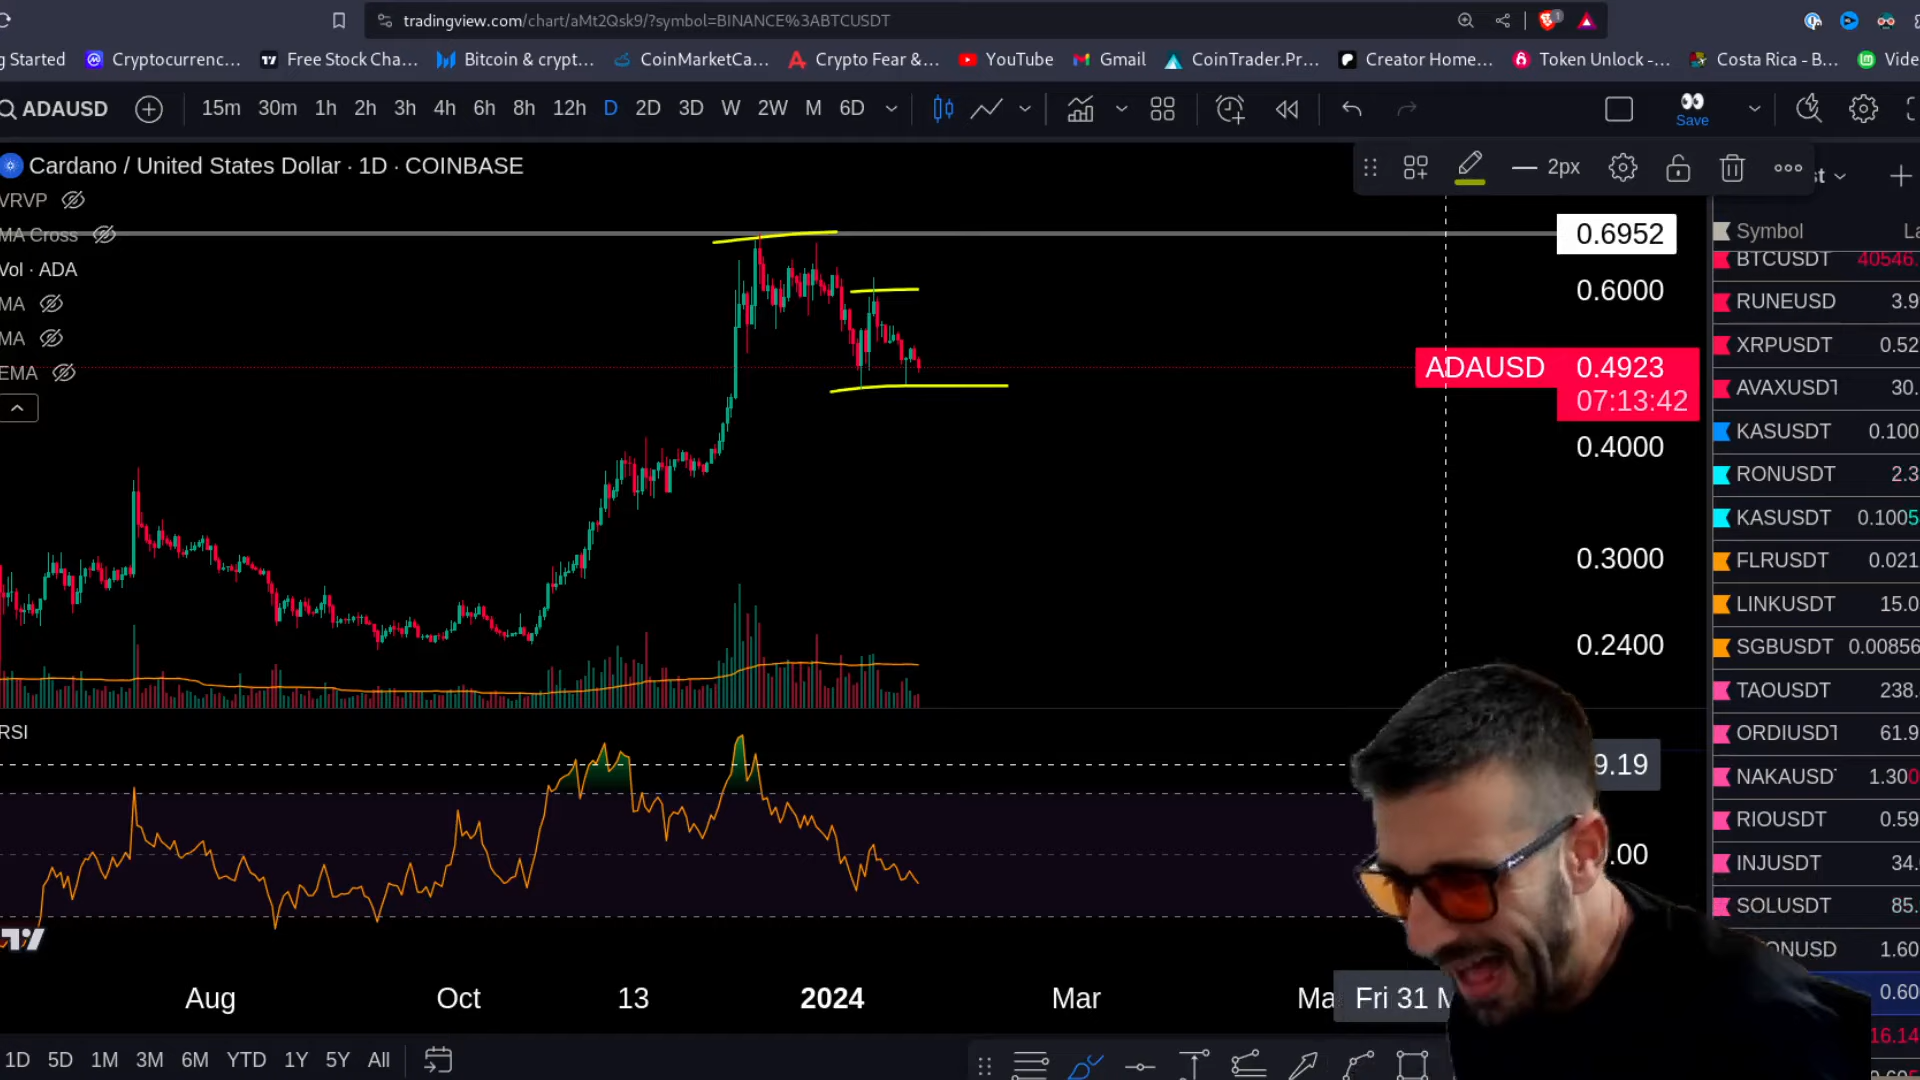 tradingview.com/chart/aMt2Qsk9/?symbol=BINANCE%3ABTCUSDT
g Started Cryptocurrenc... Free Stock Cha... Bitcoin & crypt... CoinMarketCa... Crypto Fear &... YouTube Gmail CoinTrader.Pr... Creator Home... Token Unlock -... Costa Rica - B... Vide
ADAUSD 15m 30m 1h 2h 3h 4h 6h 8h 12h D 2D 3D W 2W M 6D Save
Cardano / United States Dollar · 1D · COINBASE
2px
st
VRVP
MA Cross
Vol · ADA
MA
MA
EMA
0.6952
0.6000
ADAUSD 0.4923
07:13:42
0.4000
0.3000
0.2400
RSI
9.19
.00
Aug Oct 13 2024 Mar Ma Fri 31 M
1D 5D 1M 3M 6M YTD 1Y 5Y All
Symbol La
BTCUSDT 40546.
RUNEUSD 3.9
XRPUSDT 0.52
AVAXUSDT 30.
KASUSDT 0.100
RONUSDT 2.3
KASUSDT 0.1005
FLRUSDT 0.021
LINKUSDT 15.0
SGBUSDT 0.00856
TAOUSDT 238.
ORDIUSDT 61.9
NAKAUSD 1.300
RIOUSDT 0.59
INJUSDT 34.
SOLUSDT 85.
ONUSD 1.60
0.60
16.14